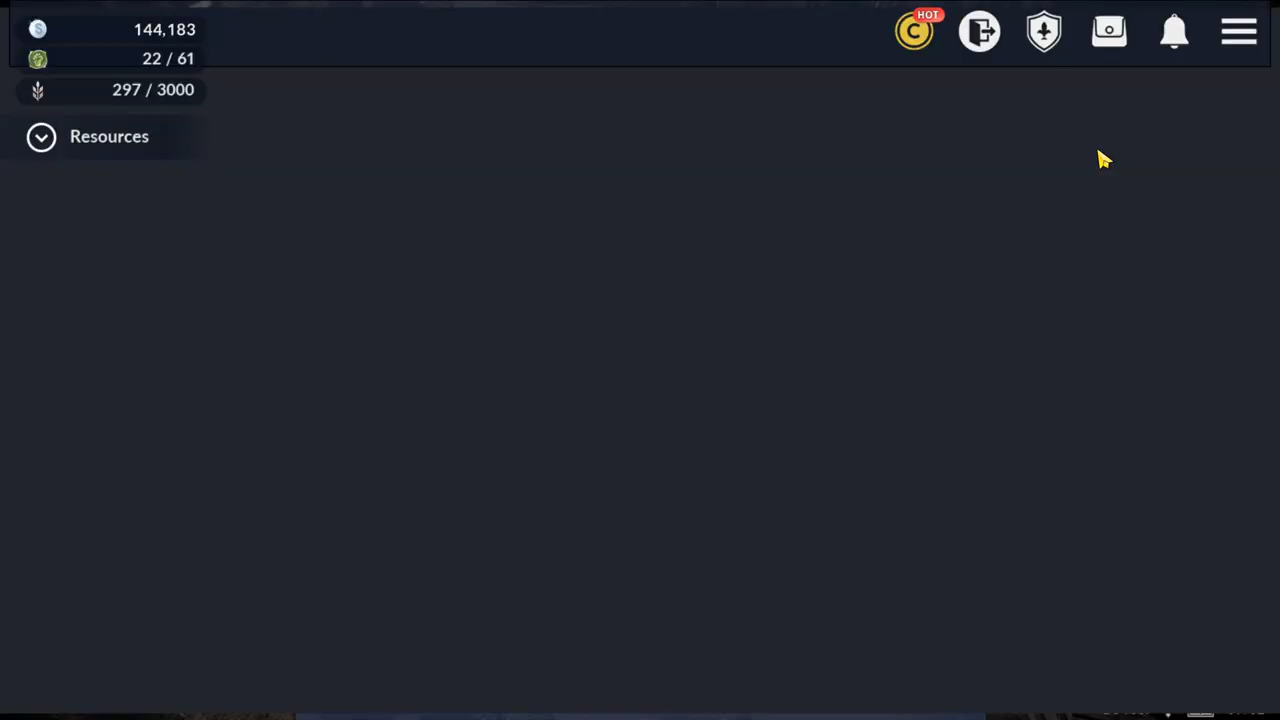 144,183
HOT
C
22 / 61
297 / 3000
Resources